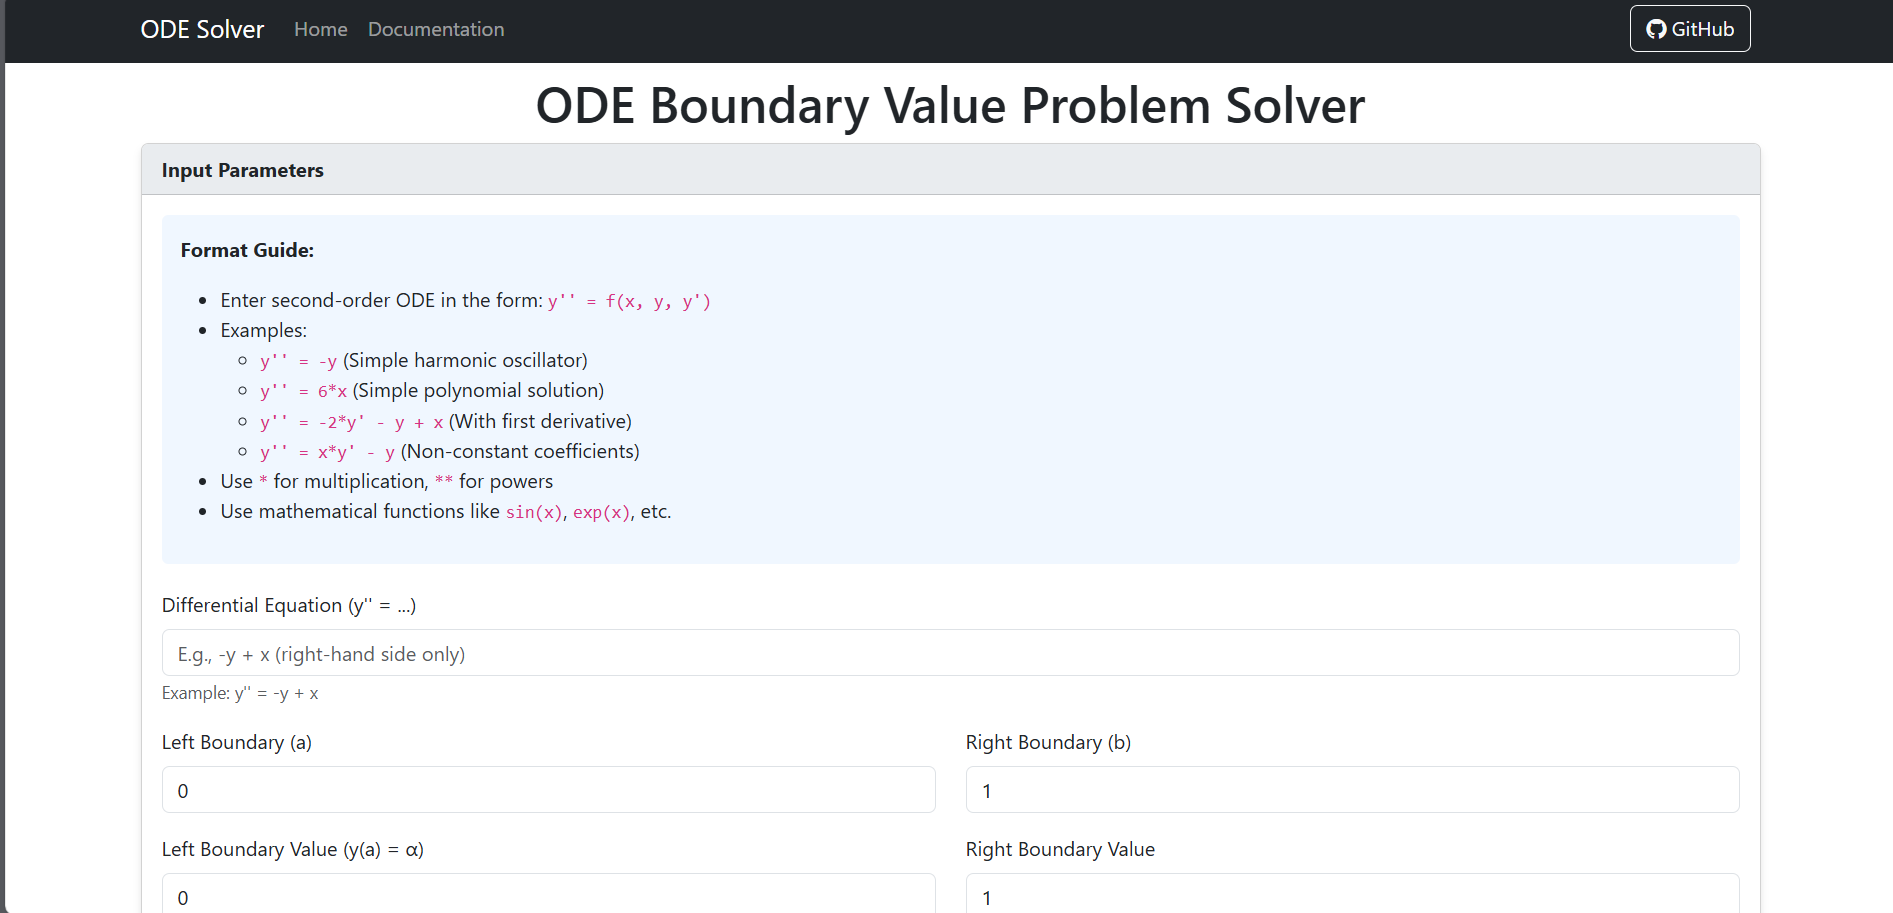 ODE Solver Home Documentation GitHub
ODE Boundary Value Problem Solver
Input Parameters
Format Guide:
Enter second-order ODE in the form: y'' = f(x, y, y')
Examples:
y'' = -y (Simple harmonic oscillator)
y'' = 6*x (Simple polynomial solution)
y'' = -2*y' - y + x (With first derivative)
y'' = x*y' - y (Non-constant coefficients)
Use * for multiplication, ** for powers
Use mathematical functions like sin(x), exp(x), etc.
Differential Equation (y'' = ...)
E.g., -y + x (right-hand side only)
Example: y'' = -y + x
Left Boundary (a)
0
Right Boundary (b)
1
Left Boundary Value (y(a) = α)
0
Right Boundary Value
1